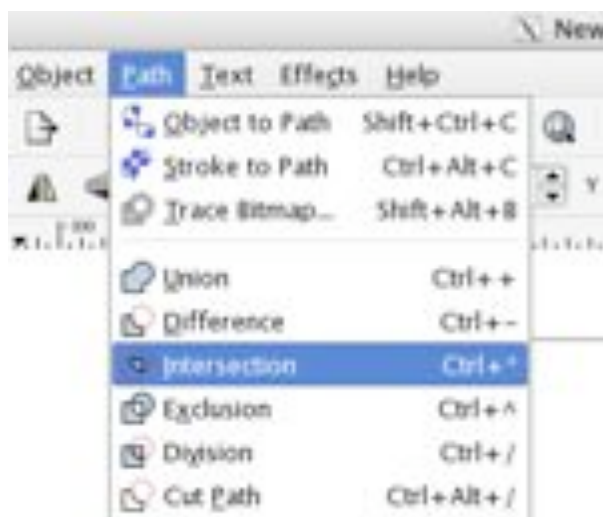 New
Object Path Text Effects Help
Object to Path Shift+Ctrl+C
Stroke to Path Ctrl+Alt+C
Y
Trace Bitmap... Shift+Alt+B
100
Union Ctrl++
Difference Ctrl+-
Intersection Ctrl+*
Exclusion Ctrl+^
Division Ctrl+/
Cut Path Ctrl+Alt+/